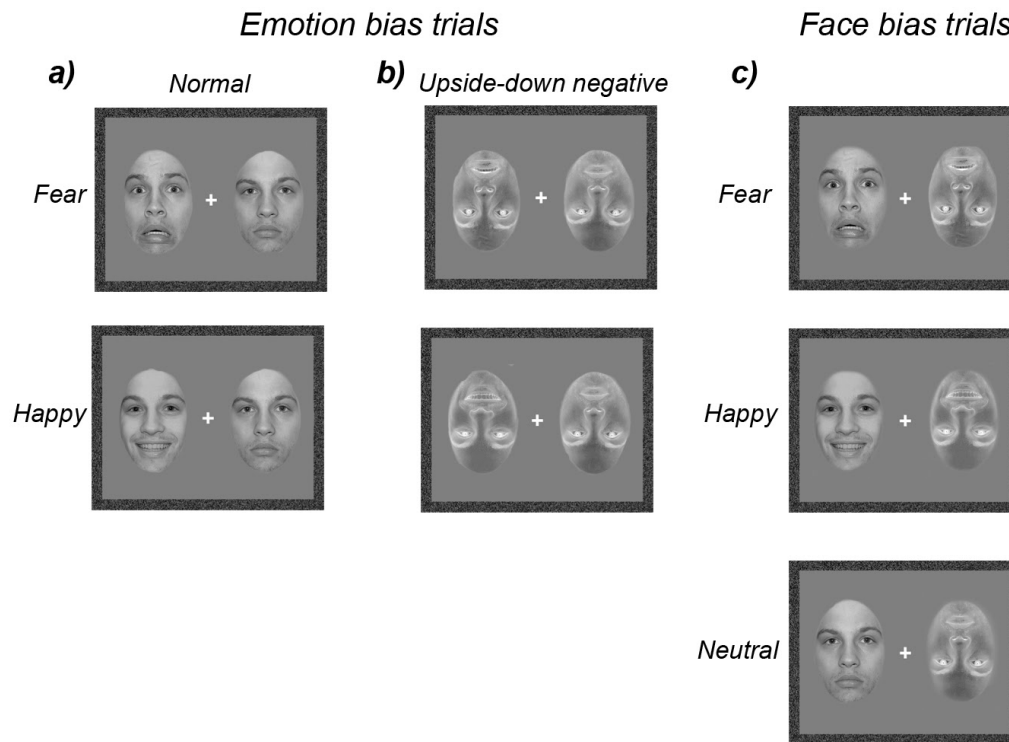 Emotion bias trials
Face bias trials
a)
Normal
b)
Upside-down negative
c)
Fear
Fear
Happy
Happy
Neutral